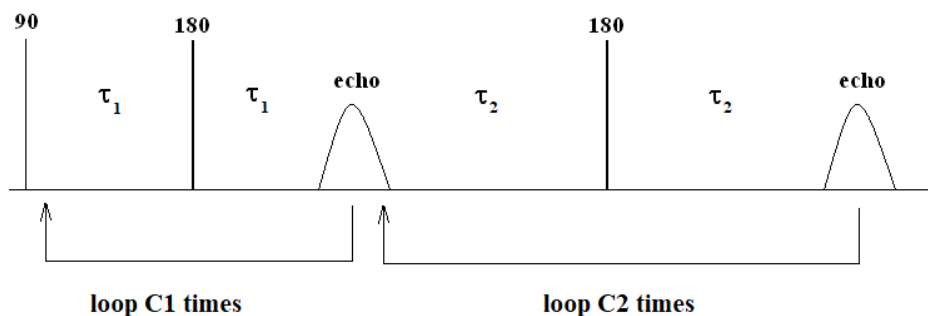 90
180
180
echo
echo
τ1
τ1
τ2
τ2
loop C1 times
loop C2 times